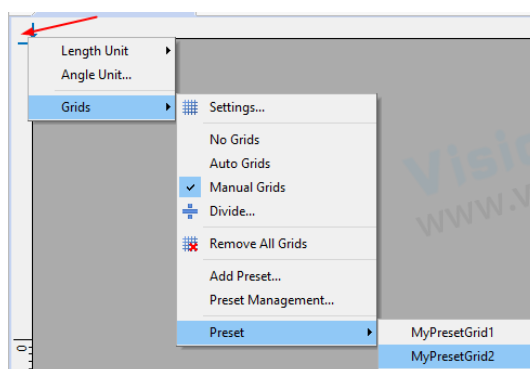 Length Unit
Angle Unit...
Grids
Settings...
No Grids
Auto Grids
Manual Grids
Divide...
Remove All Grids
Add Preset...
Preset Management...
Preset
MyPresetGrid1
MyPresetGrid2
0